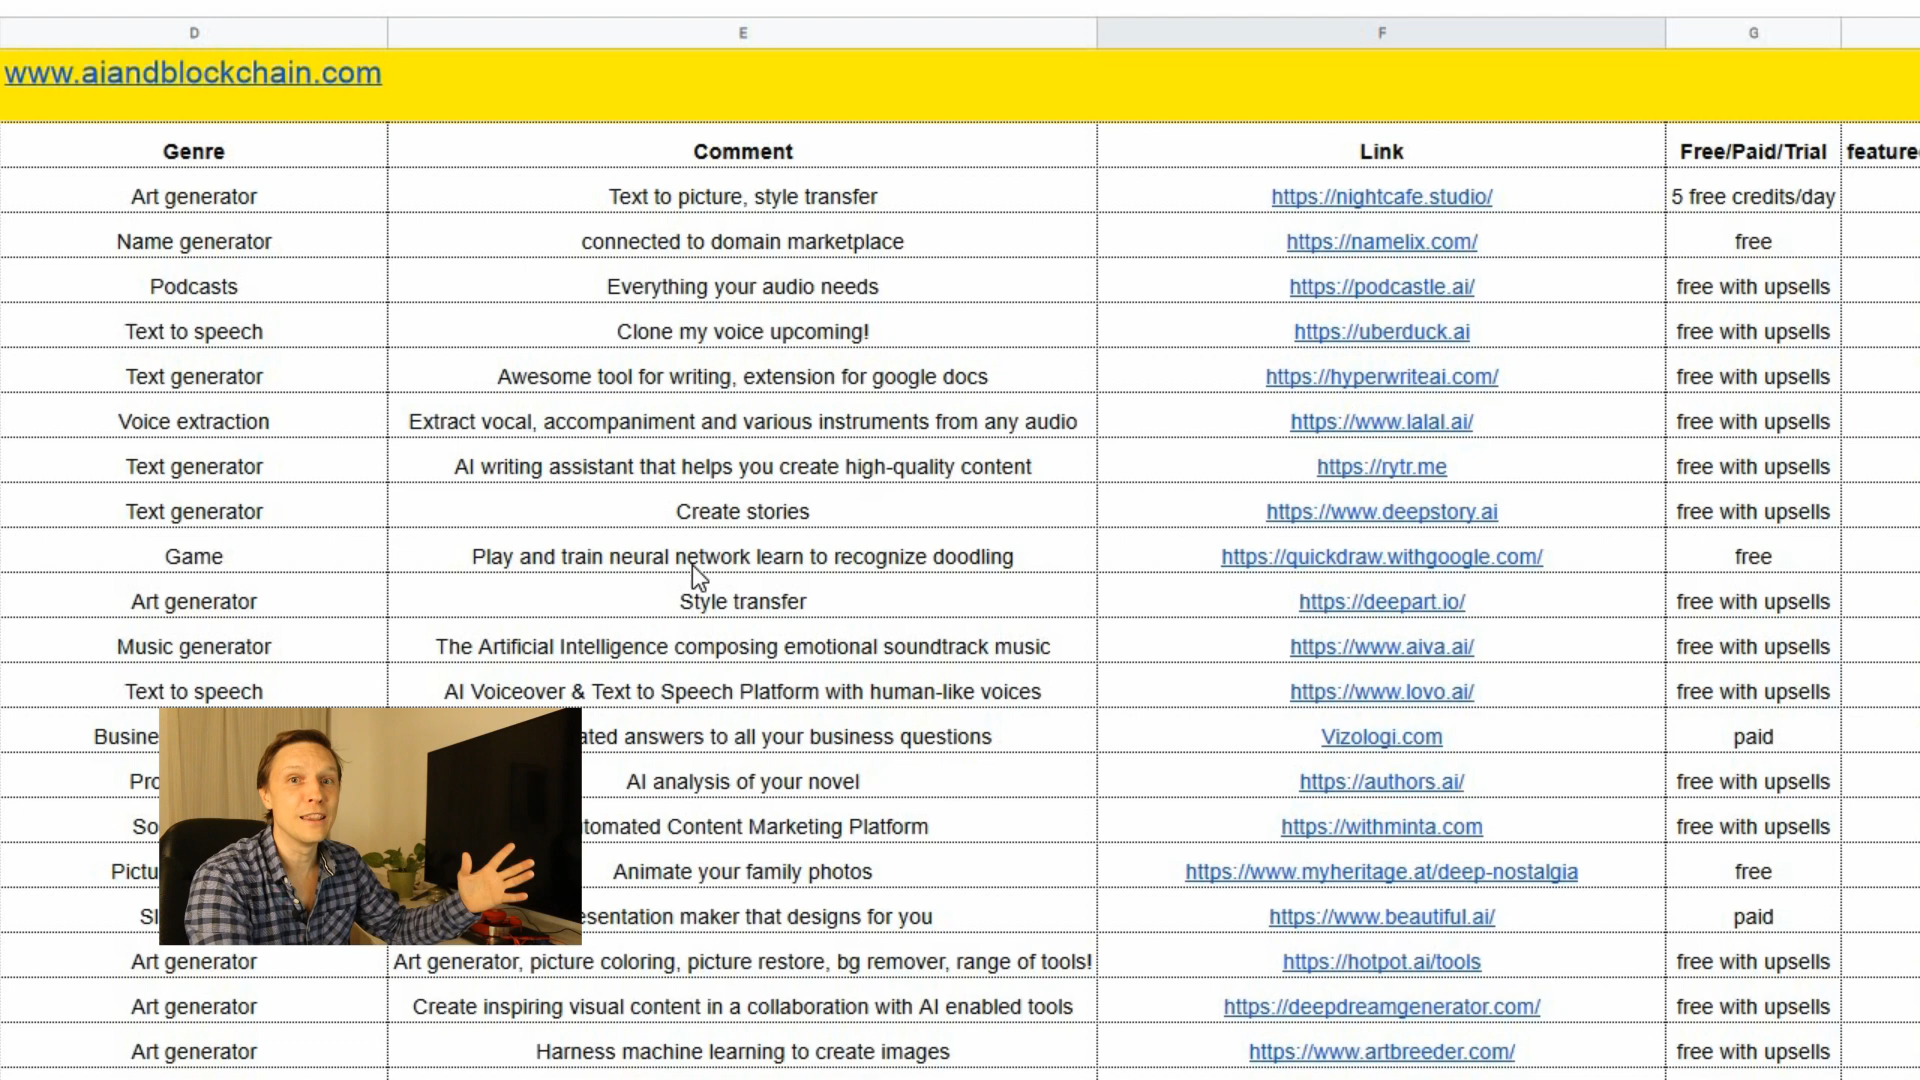 D E F G
www.aiandblockchain.com
Genre Comment Link Free/Paid/Trial feature
Art generator Text to picture, style transfer https://nightcafe.studio/ 5 free credits/day
Name generator connected to domain marketplace https://namelix.com/ free
Podcasts Everything your audio needs https://podcastle.ai/ free with upsells
Text to speech Clone my voice upcoming! https://uberduck.ai free with upsells
Text generator Awesome tool for writing, extension for google docs https://hyperwriteai.com/ free with upsells
Voice extraction Extract vocal, accompaniment and various instruments from any audio https://www.lalal.ai/ free with upsells
Text generator AI writing assistant that helps you create high-quality content https://rytr.me free with upsells
Text generator Create stories https://www.deepstory.ai free with upsells
Game Play and train neural network learn to recognize doodling https://quickdraw.withgoogle.com/ free
Art generator Style transfer https://deepart.io/ free with upsells
Music generator The Artificial Intelligence composing emotional soundtrack music https://www.aiva.ai/ free with upsells
Text to speech AI Voiceover & Text to Speech Platform with human-like voices https://www.lovo.ai/ free with upsells
Busine ated answers to all your business questions Vizologi.com paid
Pro AI analysis of your novel https://authors.ai/ free with upsells
So tomated Content Marketing Platform https://withminta.com free with upsells
Pictu Animate your family photos https://www.myheritage.at/deep-nostalgia free
Sl esentation maker that designs for you https://www.beautiful.ai/ paid
Art generator Art generator, picture coloring, picture restore, bg remover, range of tools! https://hotpot.ai/tools free with upsells
Art generator Create inspiring visual content in a collaboration with AI enabled tools https://deepdreamgenerator.com/ free with upsells
Art generator Harness machine learning to create images https://www.artbreeder.com/ free with upsells